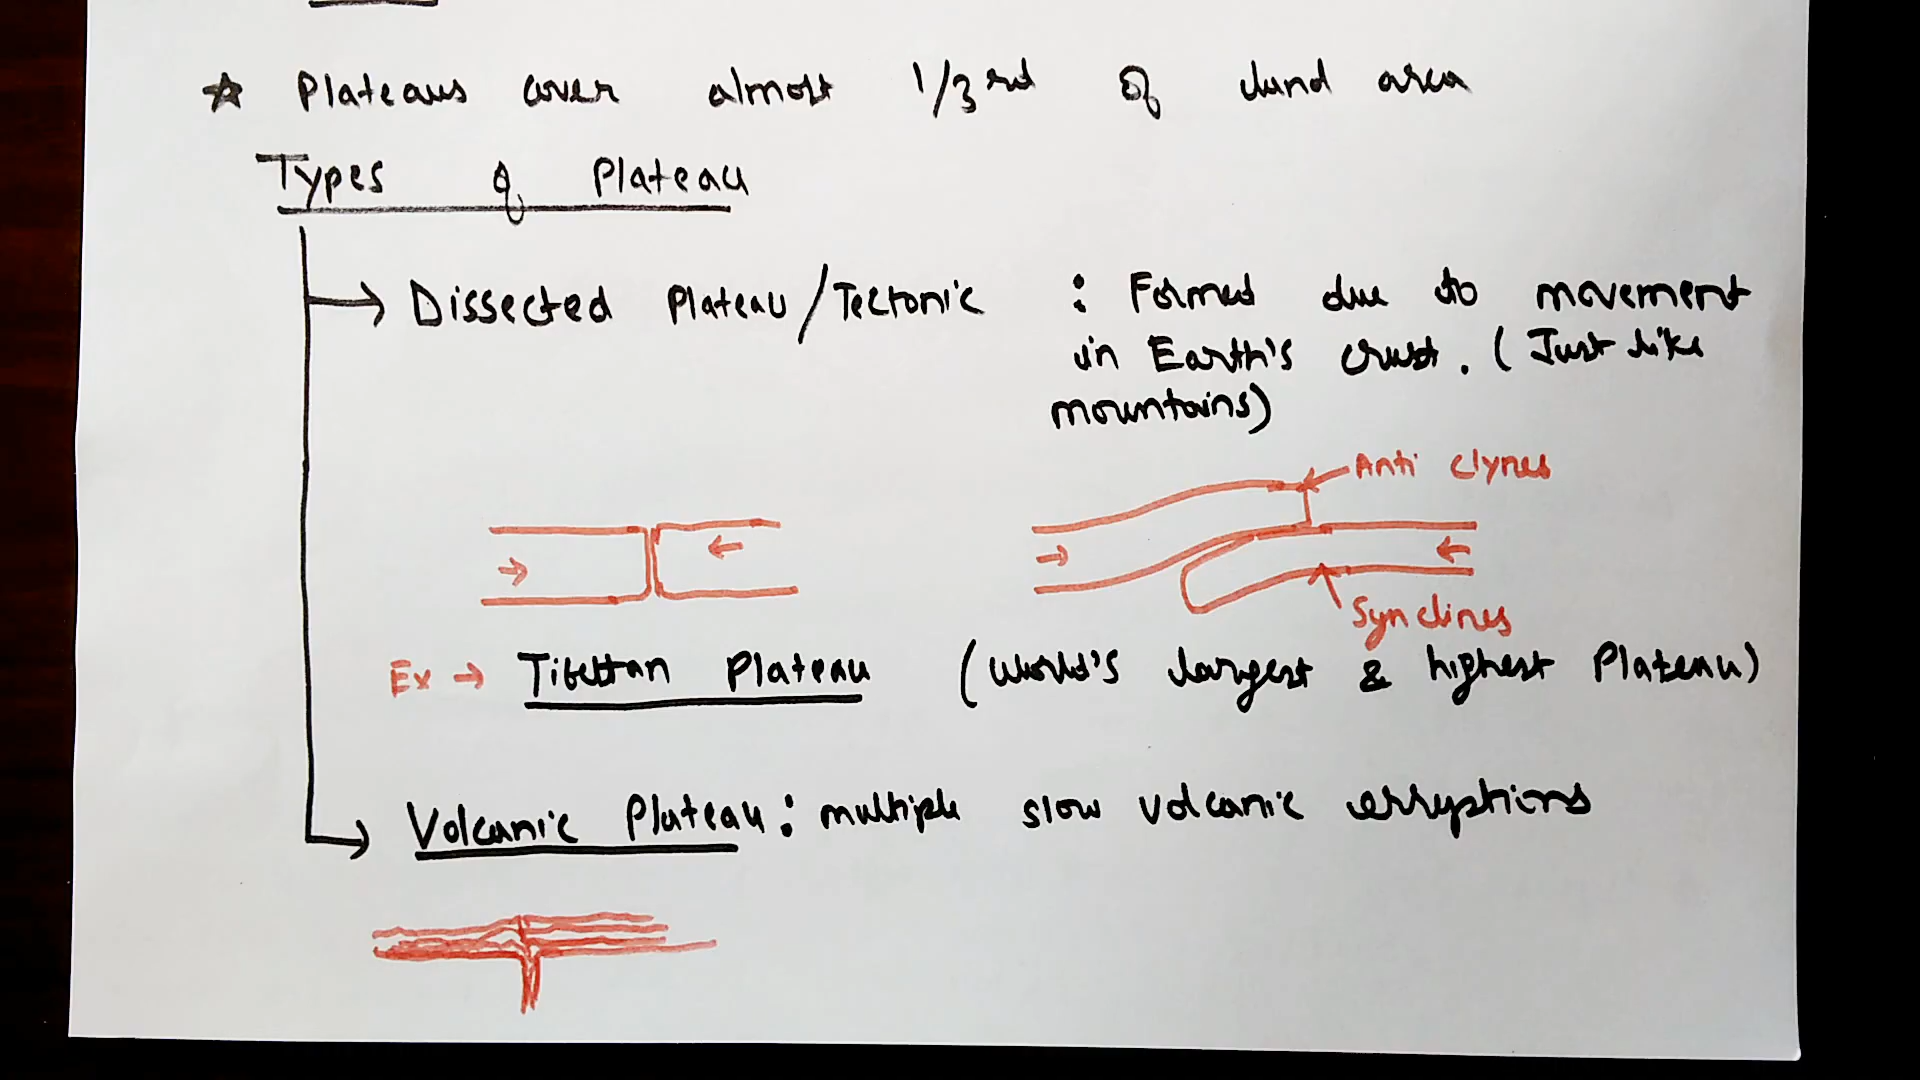 ☆ Plateaus cover almost 1/3rd of land area
Types of Plateau
→ Dissected Plateau/Tectonic : Formed due to movement
in Earth's crust. (Just like
mountains)
← Anti clynes
→ ←
→ ←
Synclines
Ex → Tibettan Plateau (World's largest & highest Plateau)
→ Volcanic Plateau: multiple slow volcanic erruptions